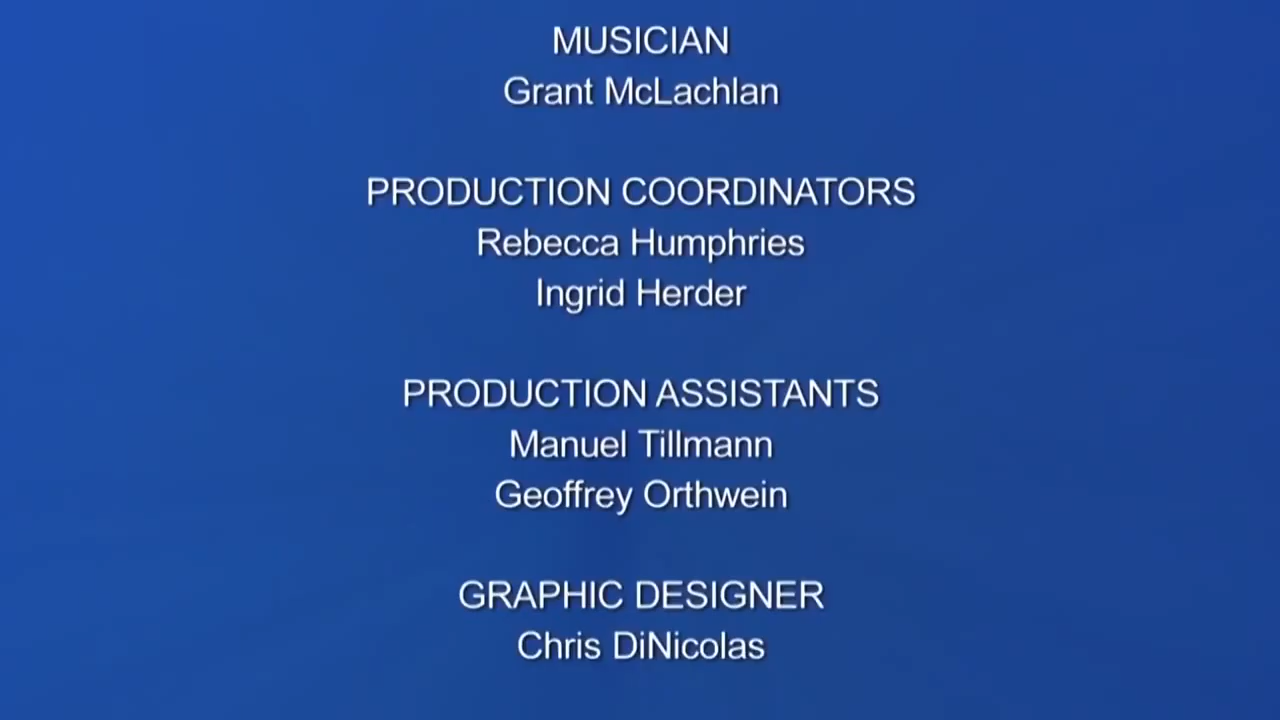 MUSICIAN
Grant McLachlan
PRODUCTION COORDINATORS
Rebecca Humphries
Ingrid Herder
PRODUCTION ASSISTANTS
Manuel Tillmann
Geoffrey Orthwein
GRAPHIC DESIGNER
Chris DiNicolas